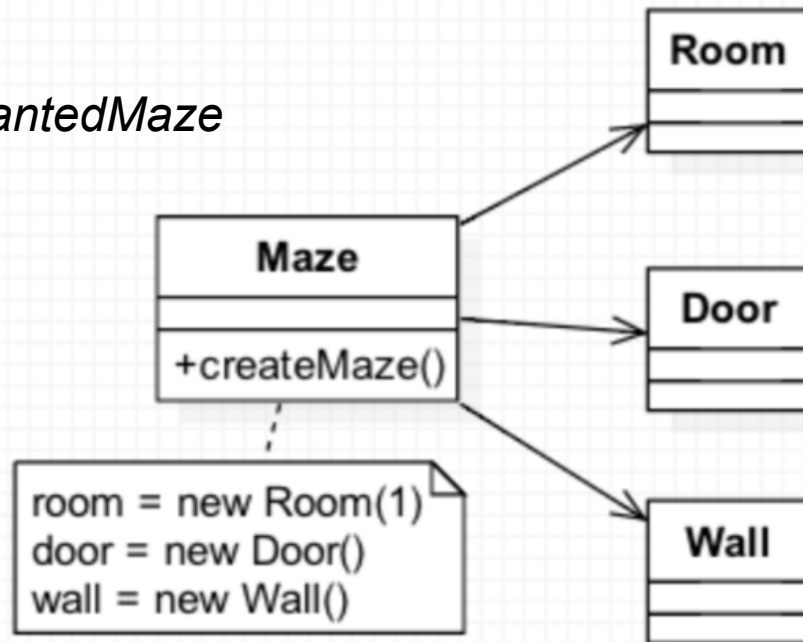 Room
antedMaze
Maze
Door
+createMaze()
room = new Room(1)
door = new Door()
wall = new Wall()
Wall